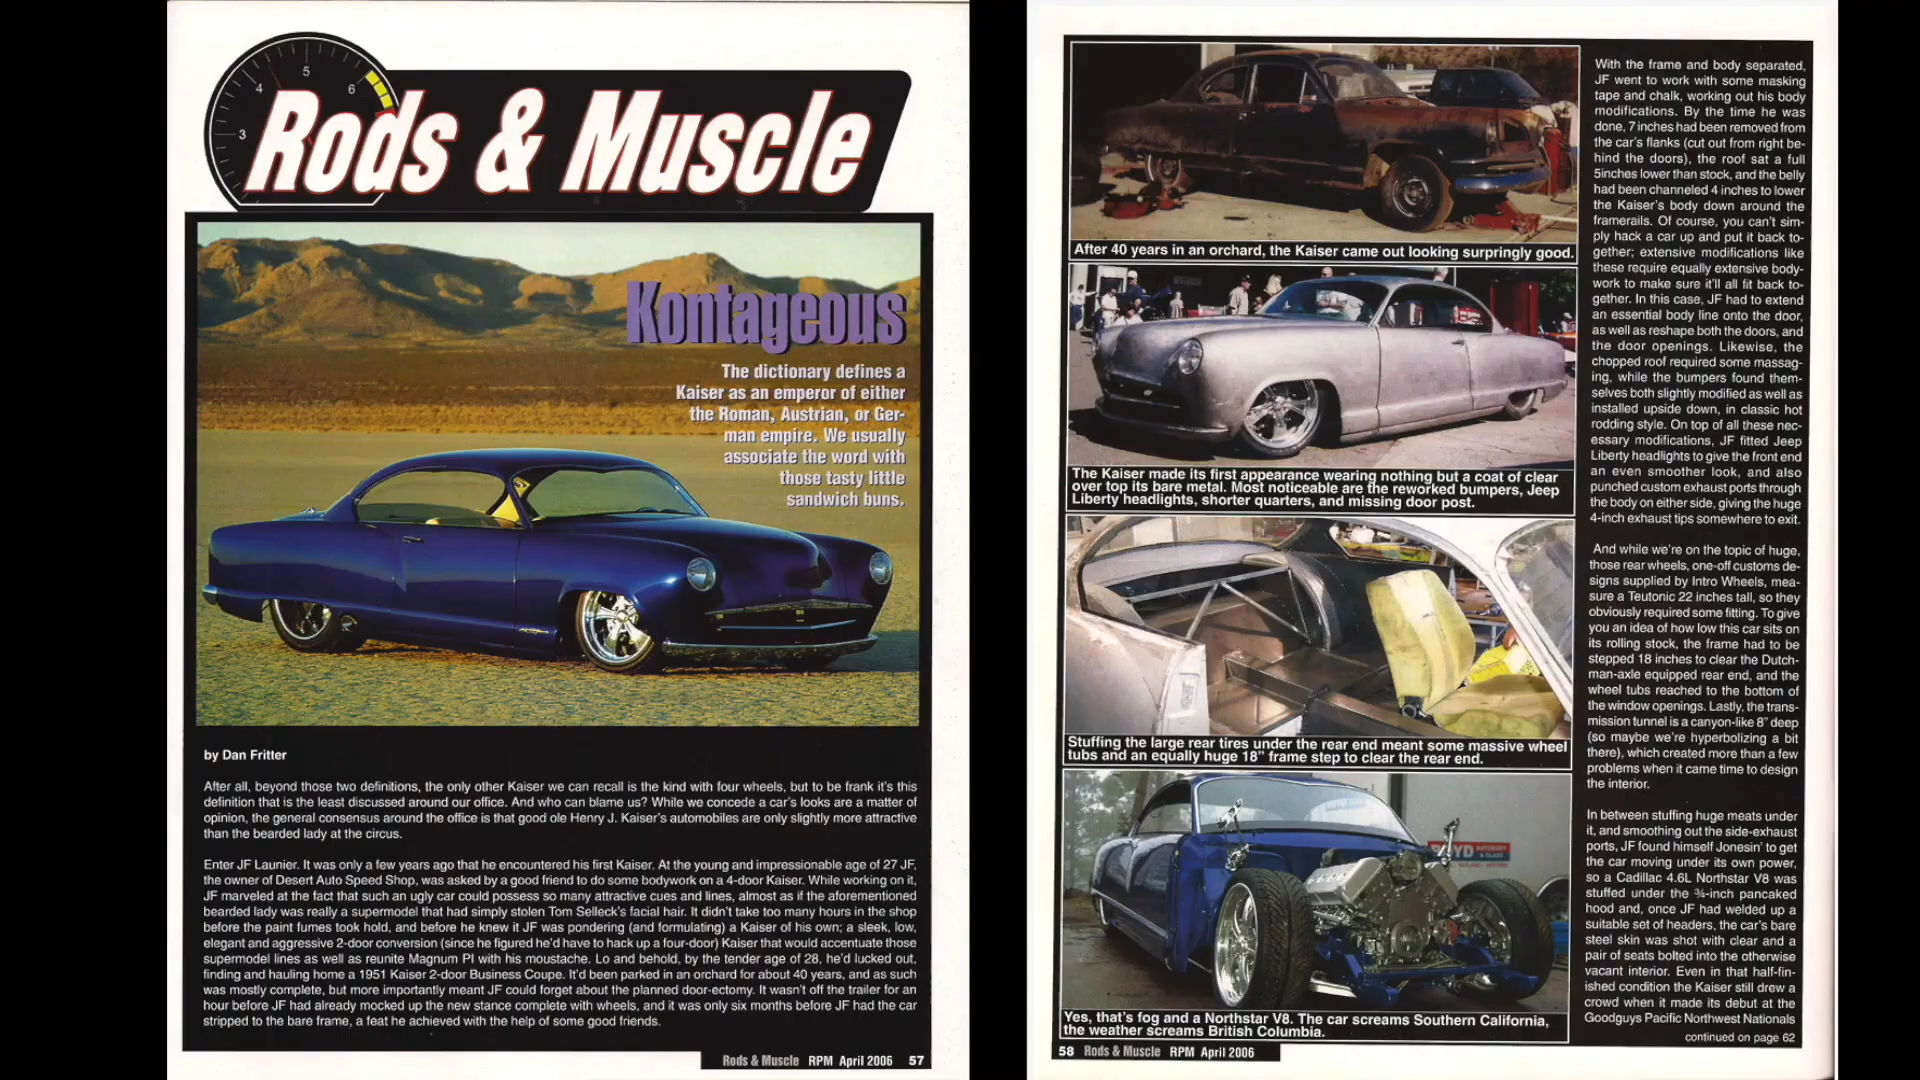 3
4
5
6
Rods & Muscle
Kontageous
The dictionary defines a
Kaiser as an emperor of either
the Roman, Austrian, or Ger-
man empire. We usually
associate the word with
those tasty little
sandwich buns.
by Dan Fritter
After all, beyond those two definitions, the only other Kaiser we can recall is the kind with four wheels, but to be frank it's this
definition that is the least discussed around our office. And who can blame us? While we concede a car's looks are a matter of
opinion, the general consensus around the office is that good ole Henry J. Kaiser's automobiles are only slightly more attractive
than the bearded lady at the circus.
Enter JF Launier. It was only a few years ago that he encountered his first Kaiser. At the young and impressionable age of 27 JF,
the owner of Desert Auto Speed Shop, was asked by a good friend to do some bodywork on a 4-door Kaiser. While working on it,
JF marveled at the fact that such an ugly car could possess so many attractive cues and lines, almost as if the aforementioned
bearded lady was really a supermodel that had simply stolen Tom Selleck's facial hair. It didn't take too many hours in the shop
before the paint fumes took hold, and before he knew it JF was pondering (and formulating) a Kaiser of his own; a sleek, low,
elegant and aggressive 2-door conversion (since he figured he'd have to hack up a four-door) Kaiser that would accentuate those
supermodel lines as well as reunite Magnum PI with his moustache. Lo and behold, by the tender age of 28, he'd lucked out,
finding and hauling home a 1951 Kaiser 2-door Business Coupe. It'd been parked in an orchard for about 40 years, and as such
was mostly complete, but more importantly meant JF could forget about the planned door-ectomy. It wasn't off the trailer for an
hour before JF had already mocked up the new stance complete with wheels, and it was only six months before JF had the car
stripped to the bare frame, a feat he achieved with the help of some good friends.
Rods & Muscle RPM April 2006 57
After 40 years in an orchard, the Kaiser came out looking surpringly good.
The Kaiser made its first appearance wearing nothing but a coat of clear
over top its bare metal. Most noticeable are the reworked bumpers, Jeep
Liberty headlights, shorter quarters, and missing door post.
Stuffing the large rear tires under the rear end meant some massive wheel
tubs and an equally huge 18” frame step to clear the rear end.
Yes, that's fog and a Northstar V8. The car screams Southern California,
the weather screams British Columbia.
58 Rods & Muscle RPM April 2006
With the frame and body separated,
JF went to work with some masking
tape and chalk, working out his body
modifications. By the time he was
done, 7 inches had been removed from
the car's flanks (cut out from right be-
hind the doors), the roof sat a full
5inches lower than stock, and the belly
had been channeled 4 inches to lower
the Kaiser's body down around the
framerails. Of course, you can't sim-
ply hack a car up and put it back to-
gether; extensive modifications like
these require equally extensive body-
work to make sure it'll all fit back to-
gether. In this case, JF had to extend
an essential body line onto the door,
as well as reshape both the doors, and
the door openings. Likewise, the
chopped roof required some massag-
ing, while the bumpers found them-
selves both slightly modified as well as
installed upside down, in classic hot
rodding style. On top of all these nec-
essary modifications, JF fitted Jeep
Liberty headlights to give the front end
an even smoother look, and also
punched custom exhaust ports through
the body on either side, giving the huge
4-inch exhaust tips somewhere to exit.
And while we're on the topic of huge,
those rear wheels, one-off customs de-
signs supplied by Intro Wheels, mea-
sure a Teutonic 22 inches tall, so they
obviously required some fitting. To give
you an idea of how low this car sits on
its rolling stock, the frame had to be
stepped 18 inches to clear the Dutch-
man-axle equipped rear end, and the
wheel tubs reached to the bottom of
the window openings. Lastly, the trans-
mission tunnel is a canyon-like 8” deep
(so maybe we're hyperbolizing a bit
there), which created more than a few
problems when it came time to design
the interior.
In between stuffing huge meats under
it, and smoothing out the side-exhaust
ports, JF found himself Jonesin' to get
the car moving under its own power,
so a Cadillac 4.6L Northstar V8 was
stuffed under the ¾-inch pancaked
hood and, once JF had welded up a
suitable set of headers, the car's bare
steel skin was shot with clear and a
pair of seats bolted into the otherwise
vacant interior. Even in that half-fin-
ished condition the Kaiser still drew a
crowd when it made its debut at the
Goodguys Pacific Northwest Nationals
continued on page 62